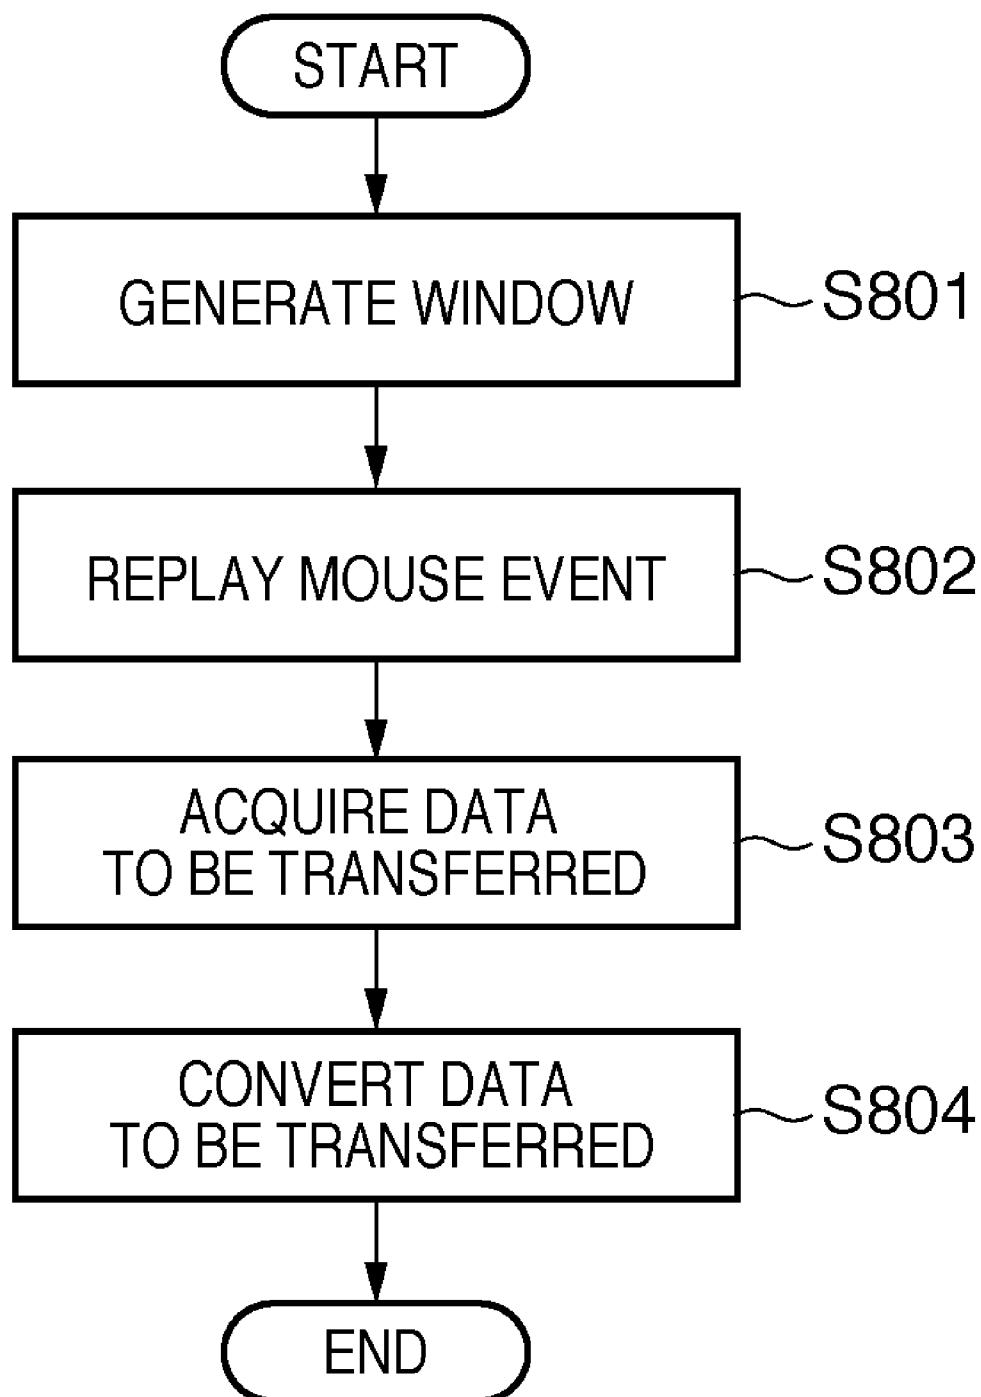 START
GENERATE WINDOW
S801
REPLAY MOUSE EVENT
S802
ACQUIRE DATA
TO BE TRANSFERRED
S803
CONVERT DATA
TO BE TRANSFERRED
S804
END